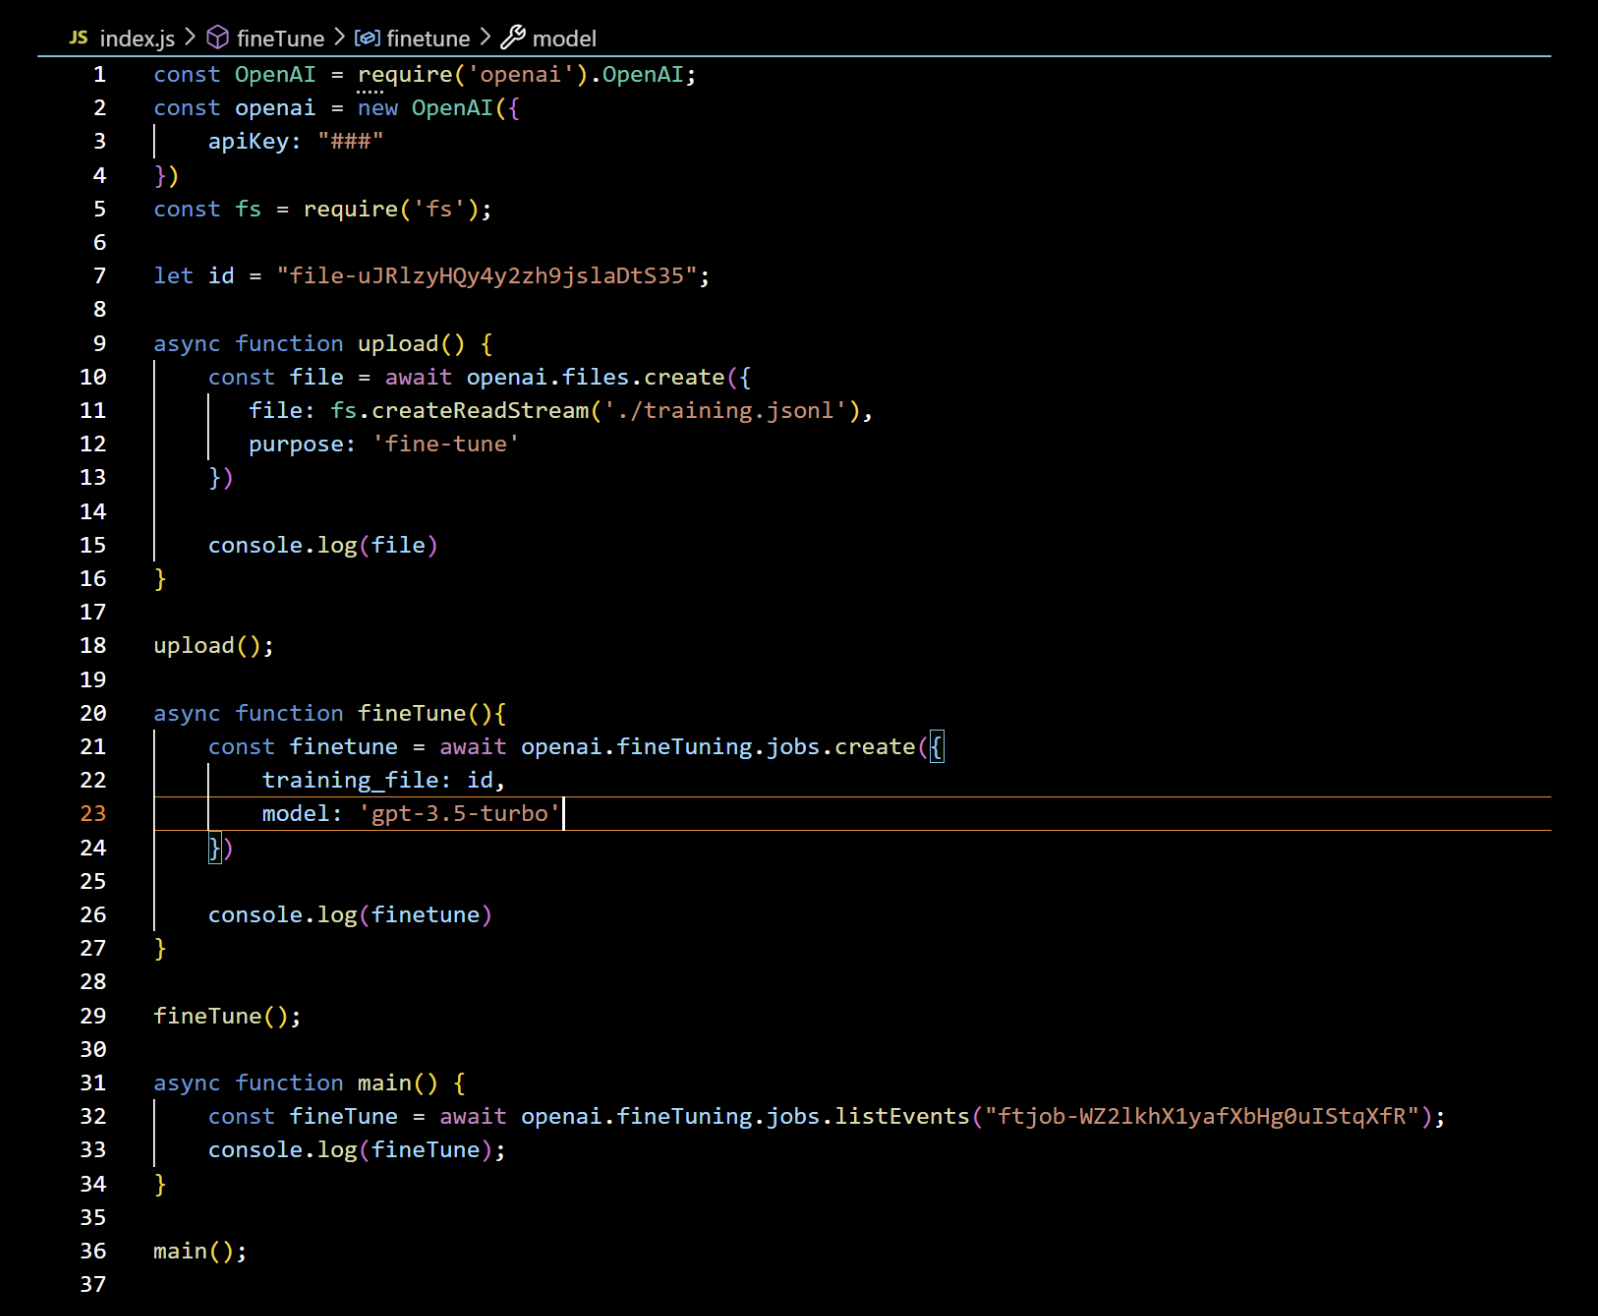 JS index.js > fineTune > finetune > model
1 const OpenAI = require('openai').OpenAI;
2 const openai = new OpenAI({
3     apiKey: "###"
4 })
5 const fs = require('fs');
6
7 let id = "file-uJRlzyHQy4y2zh9jslaDtS35";
8
9 async function upload() {
10     const file = await openai.files.create({
11        file: fs.createReadStream('./training.jsonl'),
12        purpose: 'fine-tune'
13     })
14
15     console.log(file)
16 }
17
18 upload();
19
20 async function fineTune(){
21     const finetune = await openai.fineTuning.jobs.create({
22         training_file: id,
23         model: 'gpt-3.5-turbo'
24     })
25
26     console.log(finetune)
27 }
28
29 fineTune();
30
31 async function main() {
32     const fineTune = await openai.fineTuning.jobs.listEvents("ftjob-WZ2lkhX1yafXbHg0uIStqXfR");
33     console.log(fineTune);
34 }
35
36 main();
37